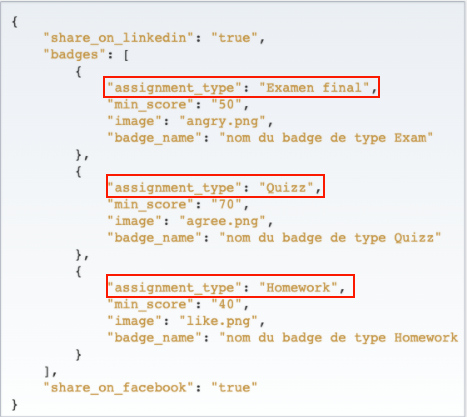 {
"share_on_linkedin": "true",
"badges": [
{
"assignment_type": "Examen final",
"min_score": "50",
"image": "angry.png",
"badge_name": "nom du badge de type Exam"
},
{
"assignment_type": "Quizz",
"min_score": "70",
"image": "agree.png",
"badge_name": "nom du badge de type Quizz"
},
{
"assignment_type": "Homework",
"min_score": "40",
"image": "like.png",
"badge_name": "nom du badge de type Homework
}
],
"share_on_facebook": "true"
}